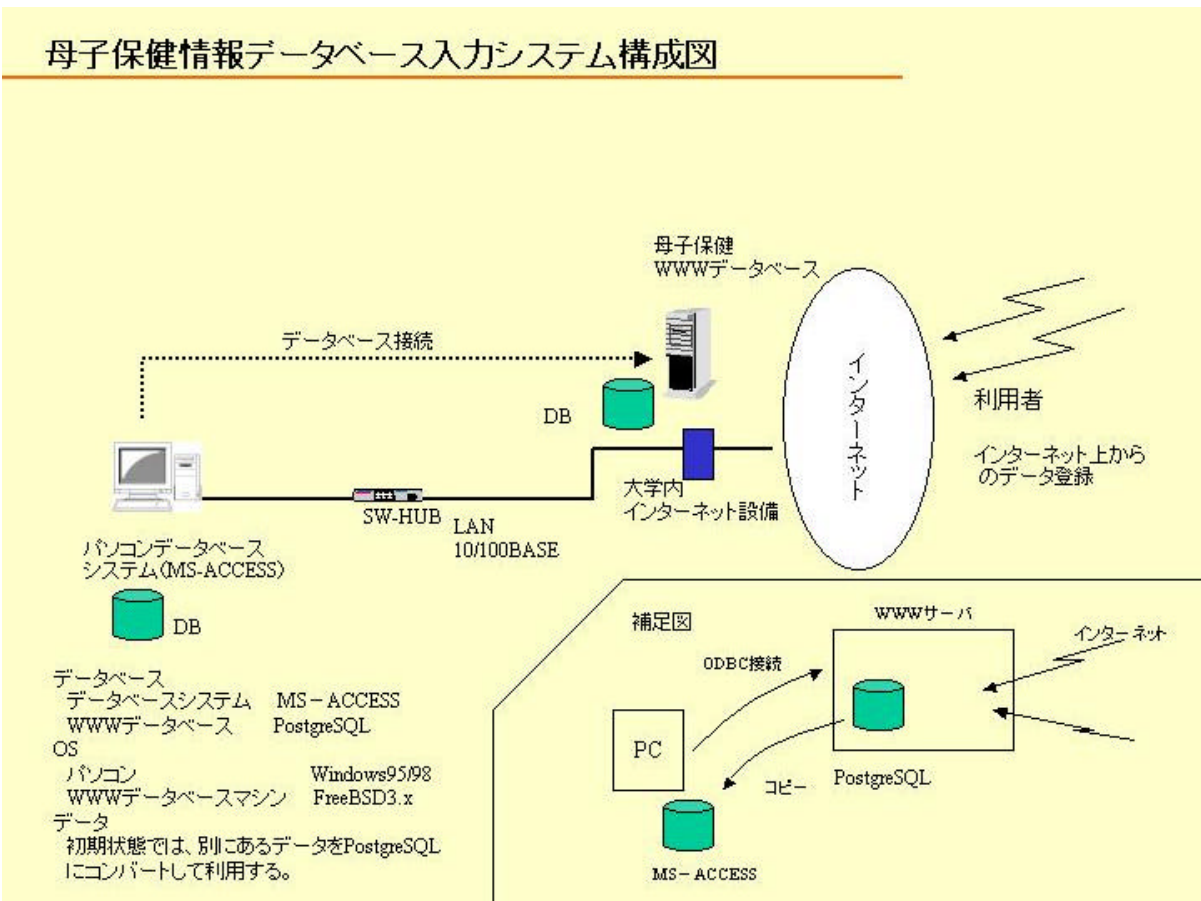 母子保健情報データベース入力システム構成図
母子保健
WWWデータベース
データベース接続
DB
インターネット
利用者
インターネット上から
のデータ登録
大学内
インターネット設備
SW-HUB
LAN
10/100BASE
パソコンデータベース
システム(MS-ACCESS)
DB
データベース
データベースシステム MS-ACCESS
WWWデータベース PostgreSQL
OS
パソコン Windows95/98
WWWデータベースマシン FreeBSD3.x
データ
初期状態では、別にあるデータをPostgreSQL
にコンバートして利用する。
補足図
WWWサーバ
インターネット
ODBC接続
PC
コピー
PostgreSQL
MS-ACCESS